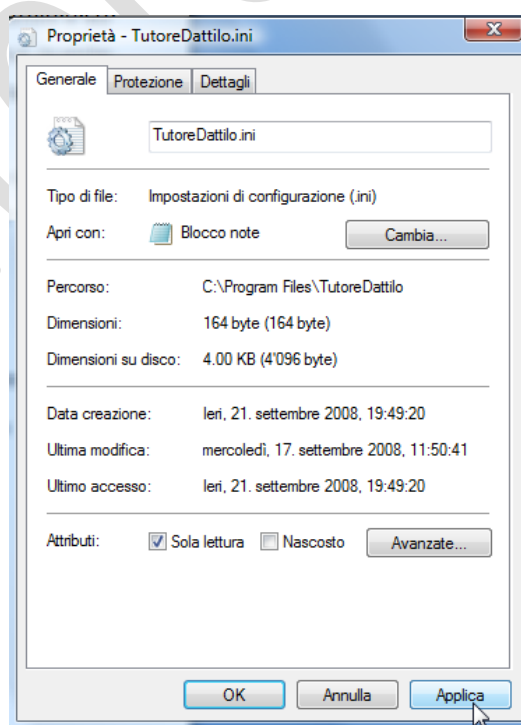 Proprietà - TutoreDattilo.ini
Generale Protezione Dettagli
TutoreDattilo.ini
Tipo di file: Impostazioni di configurazione (.ini)
Apri con: Blocco note Cambia...
Percorso: C:\Program Files\TutoreDattilo
Dimensioni: 164 byte (164 byte)
Dimensioni su disco: 4.00 KB (4'096 byte)
Data creazione: Ieri, 21. settembre 2008, 19:49:20
Ultima modifica: mercoledì, 17. settembre 2008, 11:50:41
Ultimo accesso: Ieri, 21. settembre 2008, 19:49:20
Attributi: Sola lettura Nascosto Avanzate...
OK Annulla Applica